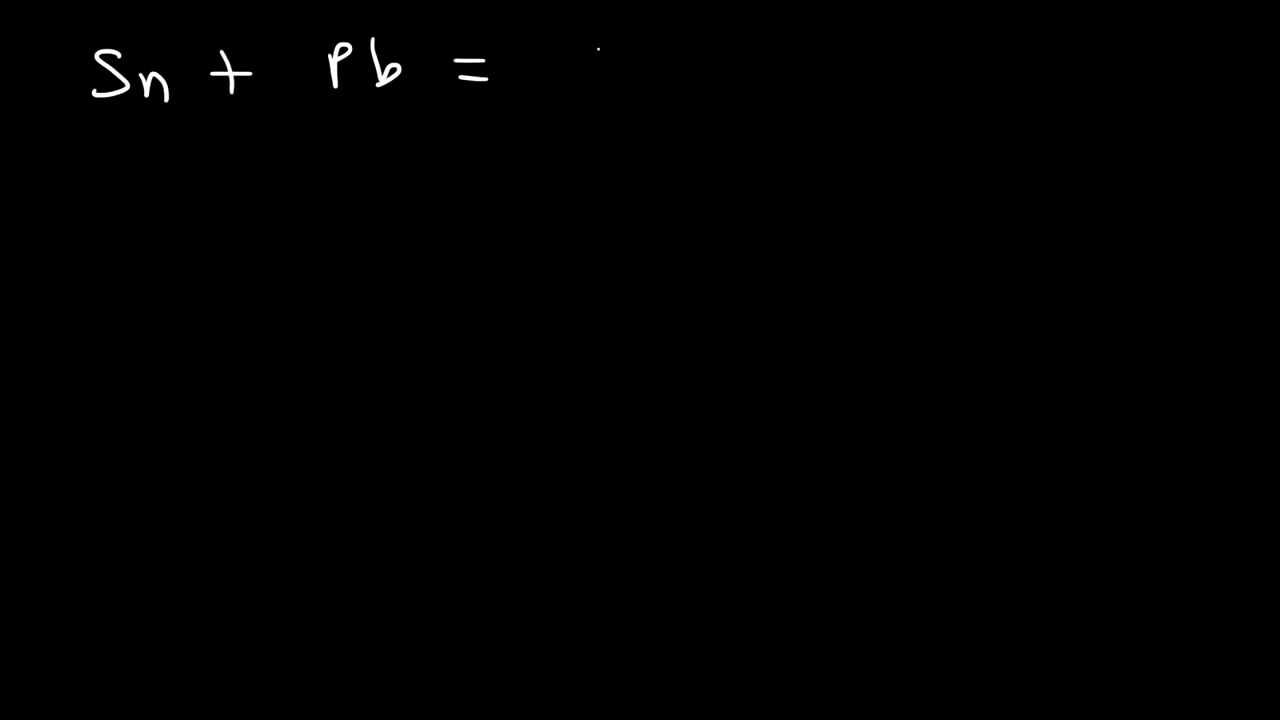 Sn + Pb =